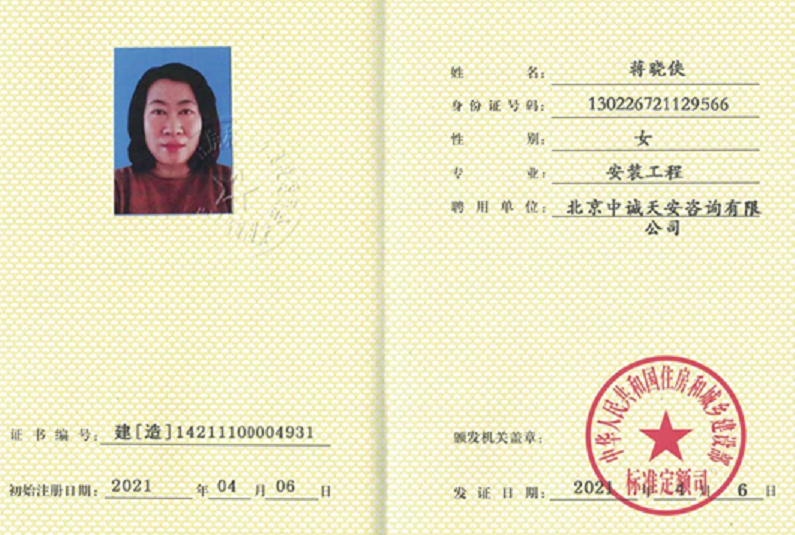 姓名：蒋晓侠
身份证号码：130226721129566
性别：女
专业：安装工程
聘用单位：北京中诚天安咨询有限
公司
证书编号：建[造]14211100004931
初始注册日期：2021 年 04 月 06 日
颁发机关盖章：
中华人民共和国住房和城乡建设部
标准定额司
发证日期：2021 年 4 月 6 日